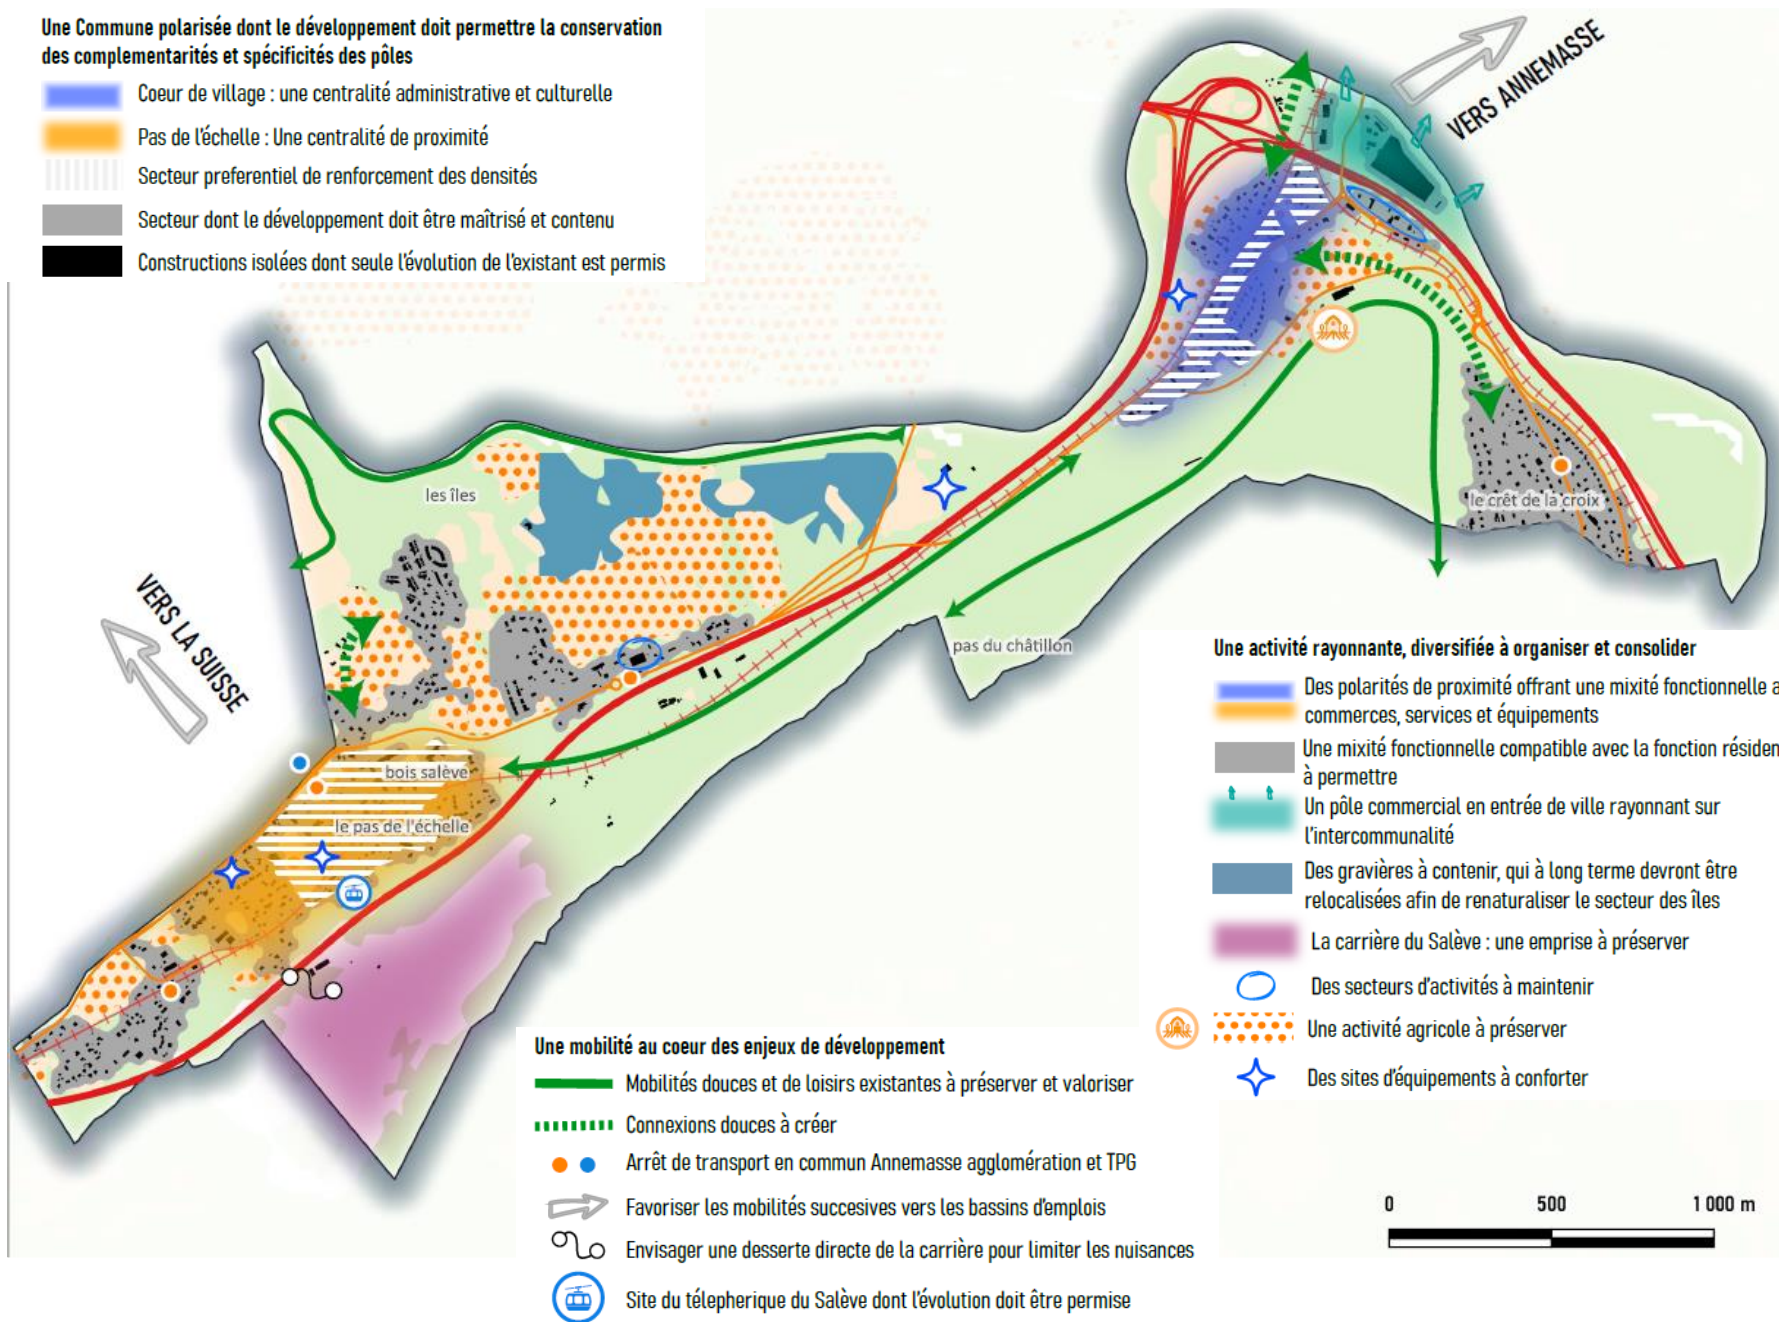 Une Commune polarisée dont le développement doit permettre la conservation
des complementarités et spécificités des pôles
Coeur de village : une centralité administrative et culturelle
Pas de l'échelle : Une centralité de proximité
Secteur preferentiel de renforcement des densités
Secteur dont le développement doit être maîtrisé et contenu
Constructions isolées dont seule l'évolution de l'existant est permis
VERS ANNEMASSE
les îles
le crêt de la croix
VERS LA SUISSE
pas du châtillon
bois salève
le pas de l'échelle
Une activité rayonnante, diversifiée à organiser et consolider
Des polarités de proximité offrant une mixité fonctionnelle a
commerces, services et équipements
Une mixité fonctionnelle compatible avec la fonction résiden
à permettre
Un pôle commercial en entrée de ville rayonnant sur
l'intercommunalité
Des gravières à contenir, qui à long terme devront être
relocalisées afin de renaturaliser le secteur des îles
La carrière du Salève : une emprise à préserver
Des secteurs d'activités à maintenir
Une activité agricole à préserver
Des sites d'équipements à conforter
Une mobilité au coeur des enjeux de développement
Mobilités douces et de loisirs existantes à préserver et valoriser
Connexions douces à créer
Arrêt de transport en commun Annemasse agglomération et TPG
Favoriser les mobilités succesives vers les bassins d'emplois
Envisager une desserte directe de la carrière pour limiter les nuisances
Site du télepherique du Salève dont l'évolution doit être permise
0 500 1 000 m